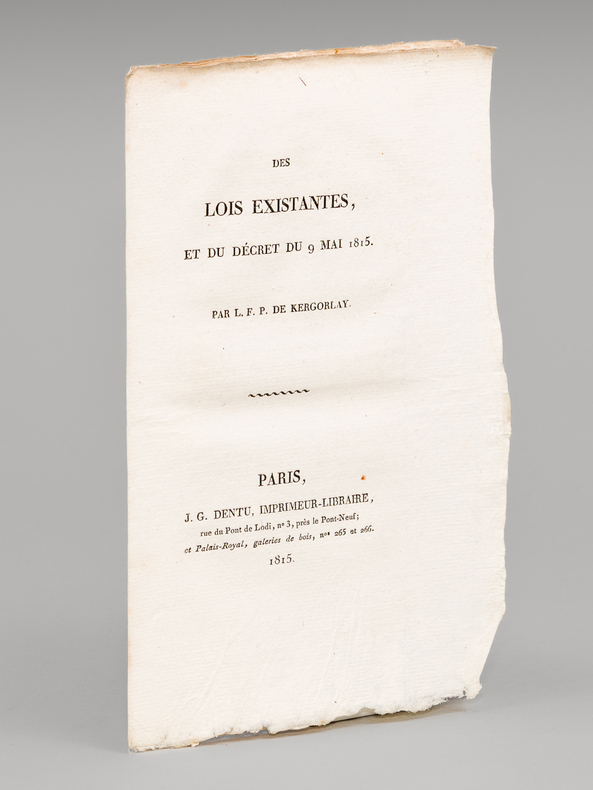 DES
LOIS EXISTANTES,
ET DU DÉCRET DU 9 MAI 1815.
PAR L. F. P. DE KERGORLAY.
PARIS,
J. G. DENTU, IMPRIMEUR-LIBRAIRE,
rue du Pont de Lodi, nº 3, près le Pont-Neuf;
et Palais-Royal, galeries de bois, nos 265 et 266.
1815.